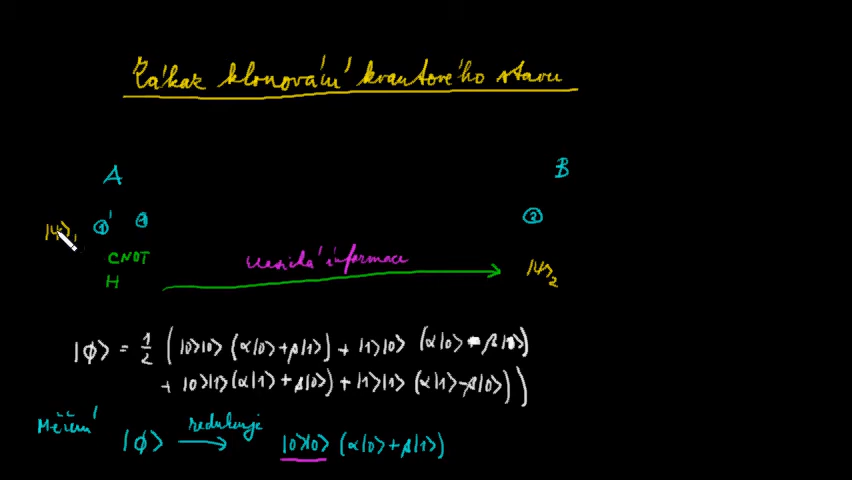 Zákaz klonování kvantového stavu
A B
|ψ⟩₁ ①' ① ②
CNOT
H klasická informace |ψ⟩₂
|ϕ⟩ = 1/2 ( |0⟩|0⟩ (α|0⟩+β|1⟩) + |1⟩|0⟩ (α|0⟩-β|1⟩)
+ |0⟩|1⟩ (α|1⟩+β|0⟩) + |1⟩|1⟩ (α|1⟩-β|0⟩))
Měření |ϕ⟩ redukuje → |0⟩|0⟩ (α|0⟩+β|1⟩)